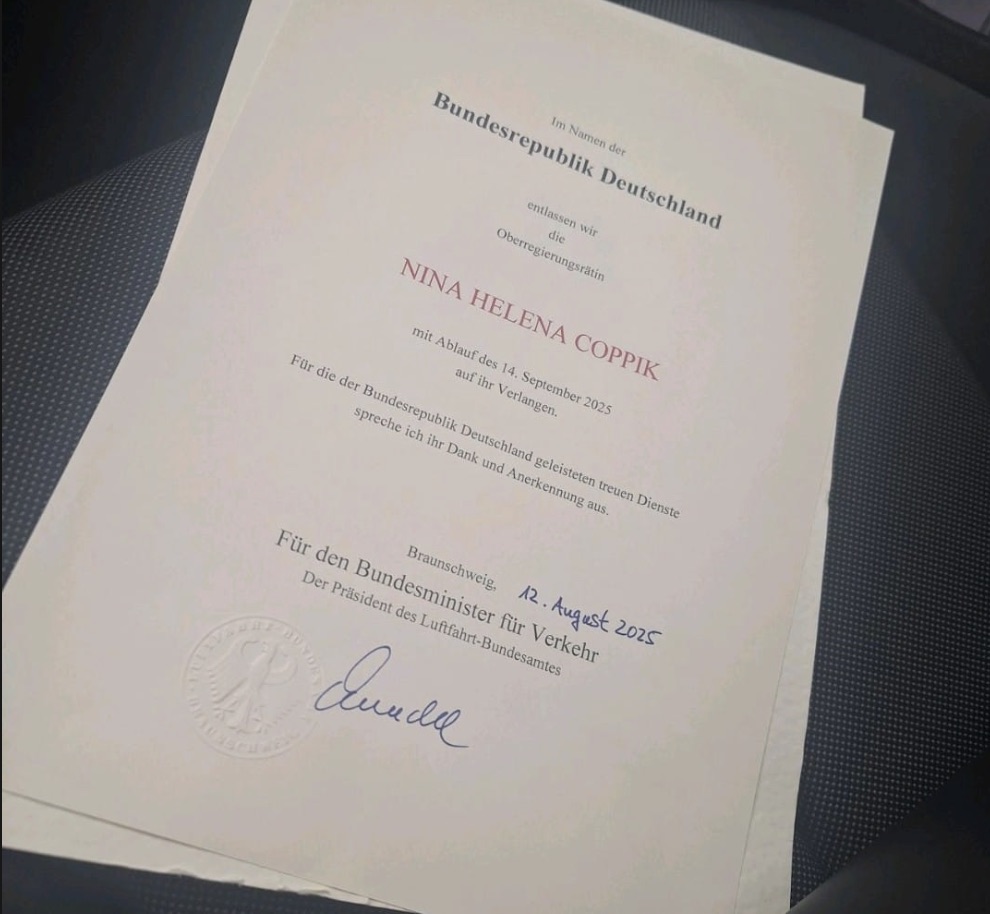 Im Namen der
Bundesrepublik Deutschland
entlassen wir
die
Oberregierungsrätin
NINA HELENA COPPIK
mit Ablauf des 14. September 2025
auf ihr Verlangen.
Für die der Bundesrepublik Deutschland geleisteten treuen Dienste
spreche ich ihr Dank und Anerkennung aus.
Braunschweig, 12. August 2025
Für den Bundesminister für Verkehr
Der Präsident des Luftfahrt-Bundesamtes